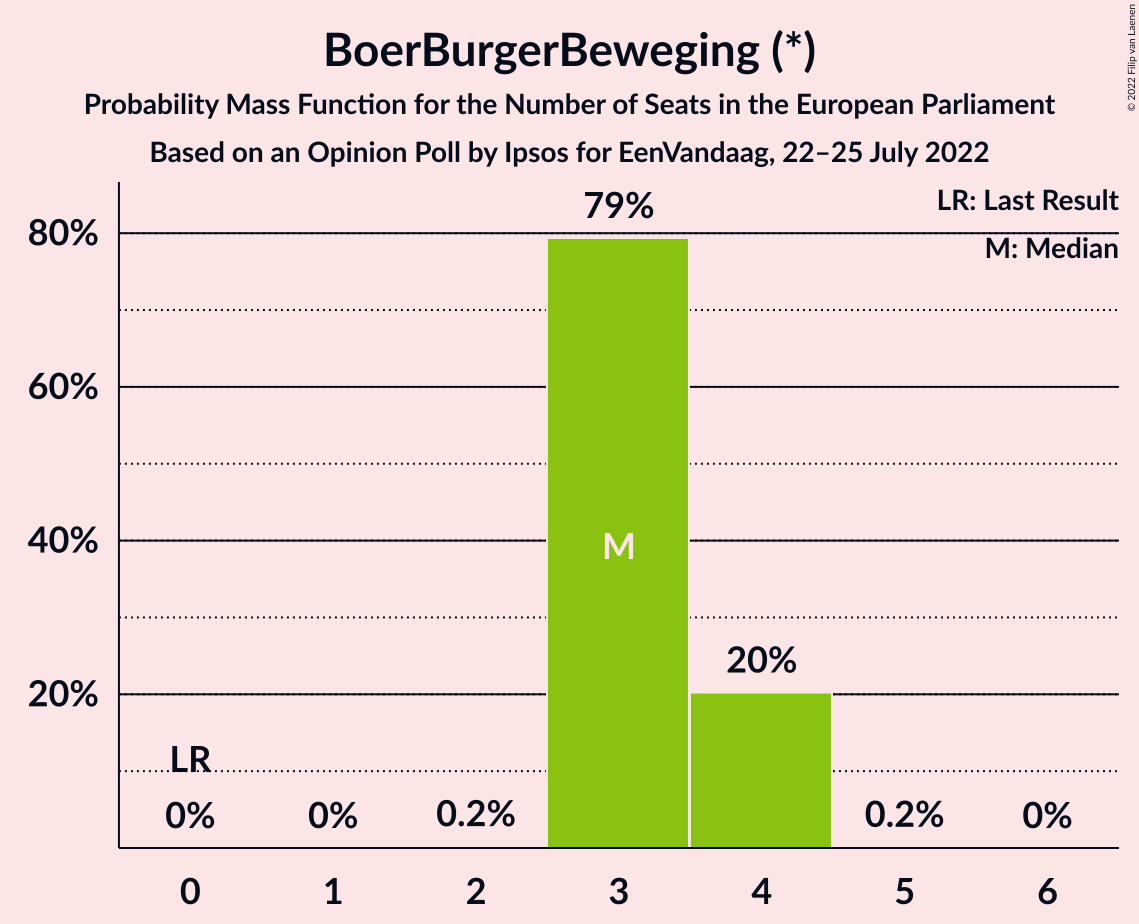 BoerBurgerBeweging (*)
Probability Mass Function for the Number of Seats in the European Parliament
Based on an Opinion Poll by Ipsos for EenVandaag, 22–25 July 2022
© 2022 Filip van Laenen
LR: Last Result
M: Median
80%
60%
40%
20%
79%
M
20%
LR
0%
0%
0.2%
0.2%
0%
0
1
2
3
4
5
6